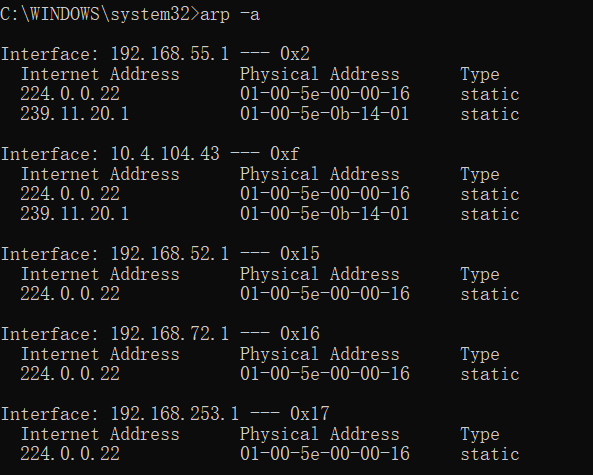 C:\WINDOWS\system32>arp -a
Interface: 192.168.55.1 --- 0x2
Internet Address Physical Address Type
224.0.0.22 01-00-5e-00-00-16 static
239.11.20.1 01-00-5e-0b-14-01 static
Interface: 10.4.104.43 --- 0xf
Internet Address Physical Address Type
224.0.0.22 01-00-5e-00-00-16 static
239.11.20.1 01-00-5e-0b-14-01 static
Interface: 192.168.52.1 --- 0x15
Internet Address Physical Address Type
224.0.0.22 01-00-5e-00-00-16 static
Interface: 192.168.72.1 --- 0x16
Internet Address Physical Address Type
224.0.0.22 01-00-5e-00-00-16 static
Interface: 192.168.253.1 --- 0x17
Internet Address Physical Address Type
224.0.0.22 01-00-5e-00-00-16 static